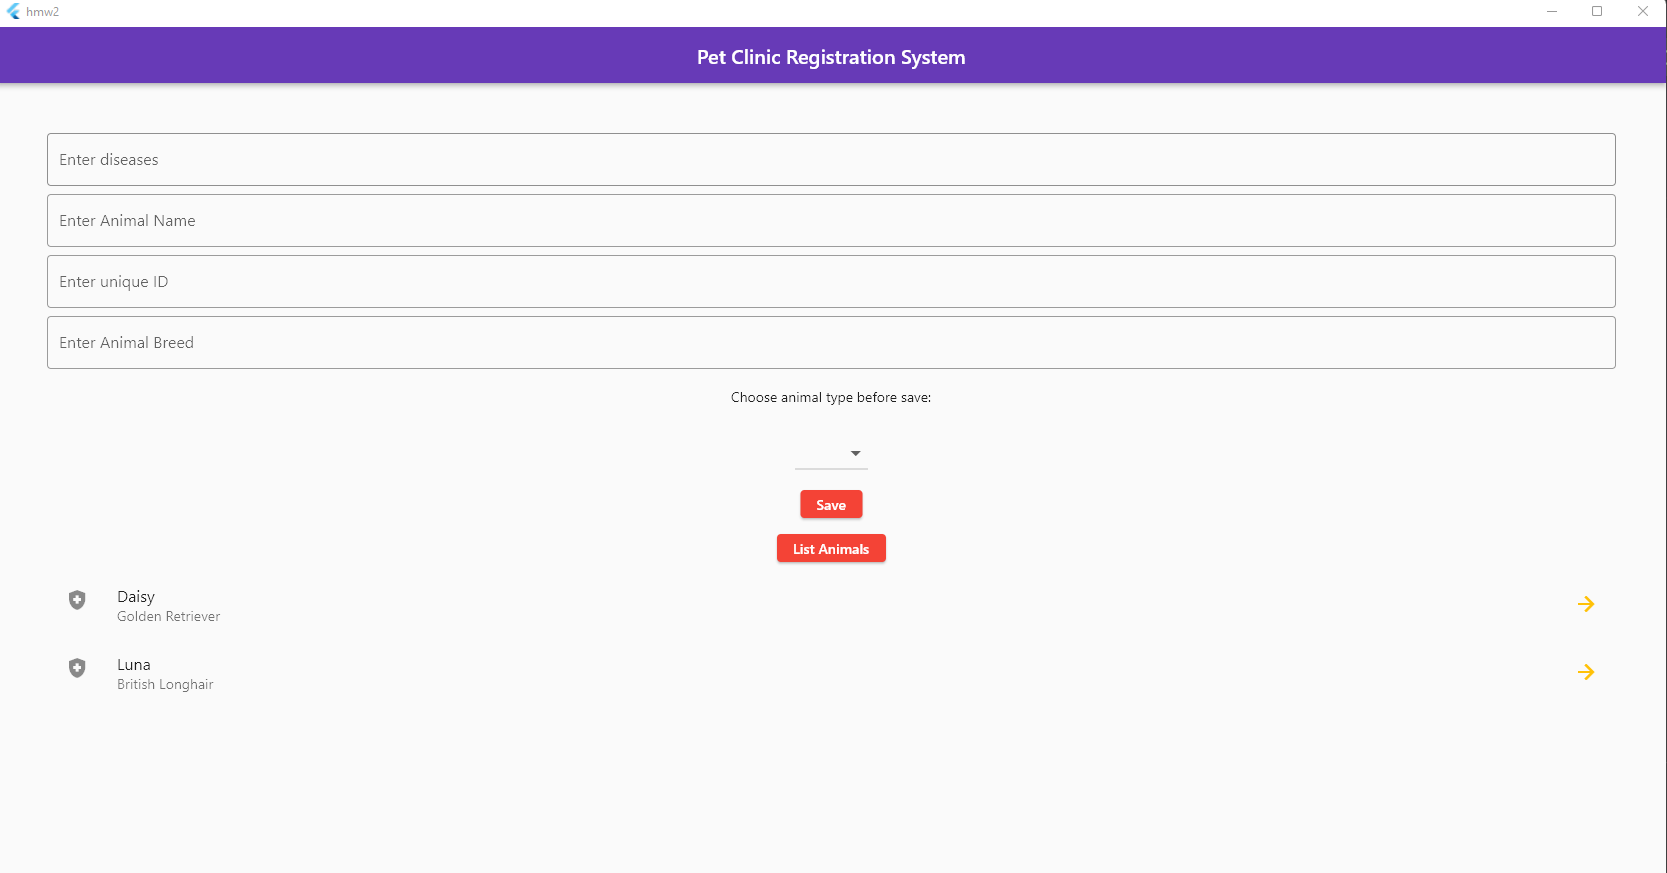 hmw2
Pet Clinic Registration System
Enter diseases
Enter Animal Name
Enter unique ID
Enter Animal Breed
Choose animal type before save:
Save
List Animals
Daisy
Golden Retriever
Luna
British Longhair